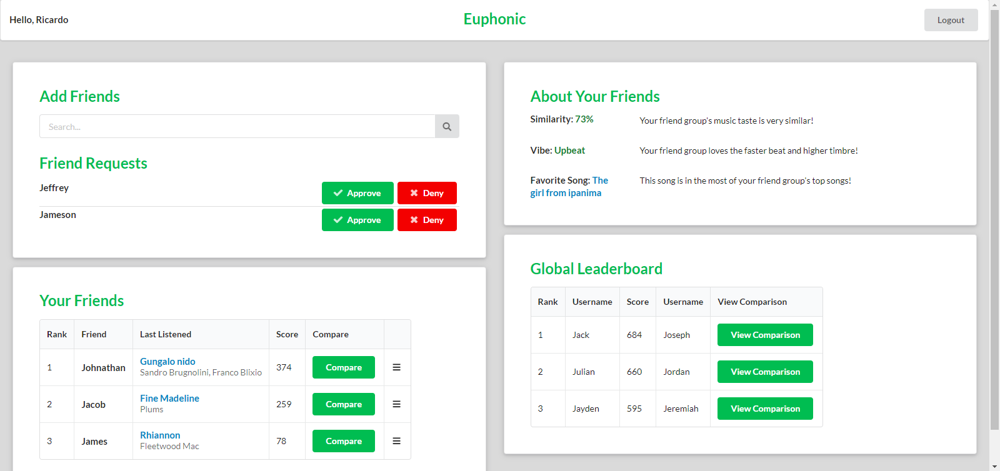 Hello, Ricardo
Euphonic
Logout
Add Friends
Search...
Friend Requests
Jeffrey
Approve
Deny
Jameson
Approve
Deny
Your Friends
Rank Friend Last Listened Score Compare
1 Johnathan Gungalo nido 374 Compare
Sandro Brugnolini, Franco Blixio
2 Jacob Fine Madeline 259 Compare
Plums
3 James Rhiannon 78 Compare
Fleetwood Mac
About Your Friends
Similarity: 73% Your friend group's music taste is very similar!
Vibe: Upbeat Your friend group loves the faster beat and higher timbre!
Favorite Song: The This song is in the most of your friend group's top songs!
girl from ipanima
Global Leaderboard
Rank Username Score Username View Comparison
1 Jack 684 Joseph View Comparison
2 Julian 660 Jordan View Comparison
3 Jayden 595 Jeremiah View Comparison